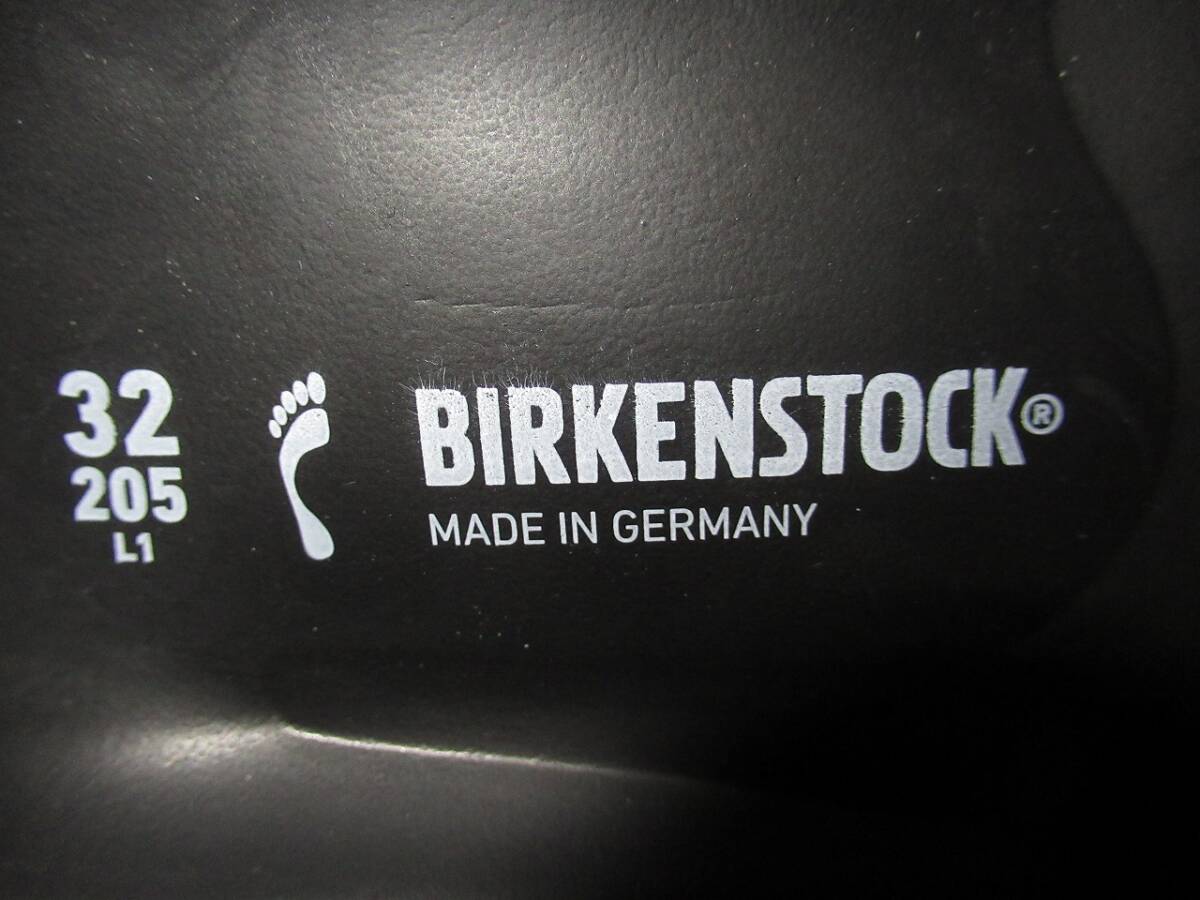 32
205
L1
BIRKENSTOCK®
MADE IN GERMANY